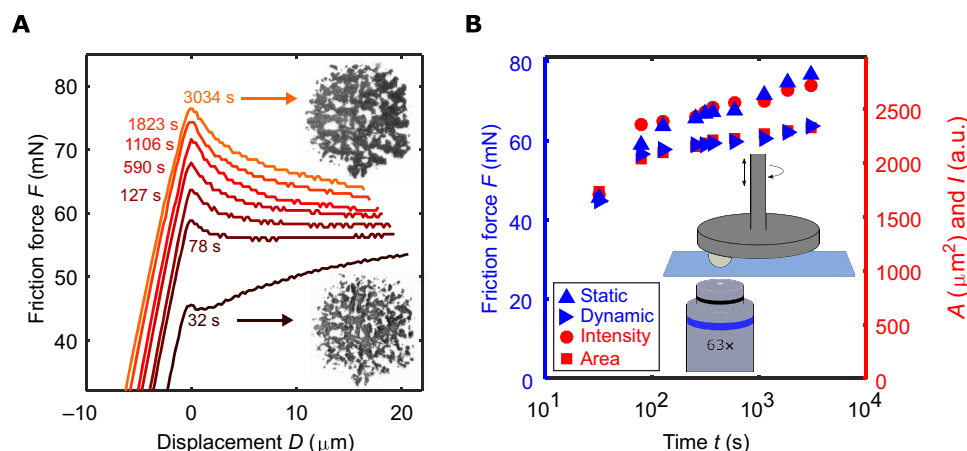 A
Friction force F (mN)
80
70
60
50
40
3034 s
1823 s
1106 s
590 s
127 s
78 s
32 s
−10
0
10
20
Displacement D (μm)
B
Friction force F (mN)
80
60
40
20
0
2500
2000
1500
1000
500
0
A (μm²) and I (a.u.)
Static
Dynamic
Intensity
Area
63×
10¹
10²
10³
10⁴
Time t (s)